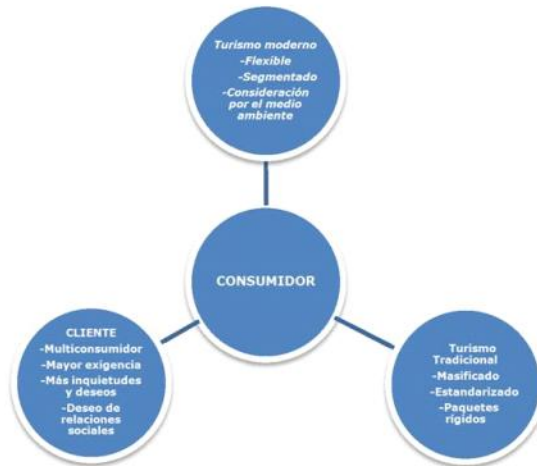 Turismo moderno
-Flexible
-Segmentado
-Consideración
por el medio
ambiente
CONSUMIDOR
CLIENTE
-Multiconsumidor
-Mayor exigencia
-Más inquietudes
y deseos
-Deseo de
relaciones
sociales
Turismo
Tradicional
-Masificado
-Estandarizado
-Paquetes
rígidos